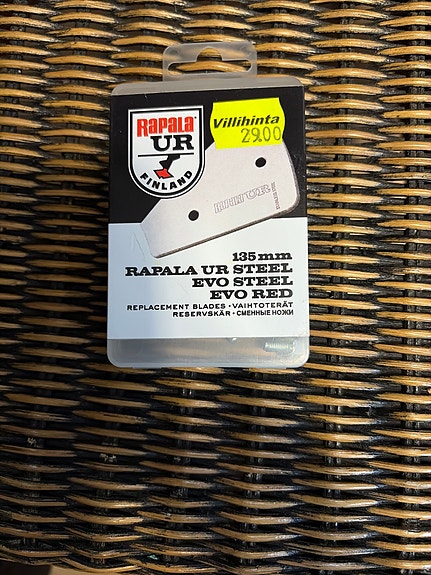 RAPALA
UR
FINLAND
Villihinta
29.00
135 mm
RAPALA UR STEEL
EVO STEEL
EVO RED
REPLACEMENT BLADES • VAIHTOTERÄT
RESERVSKÄR • СМЕННЫЕ НОЖИ